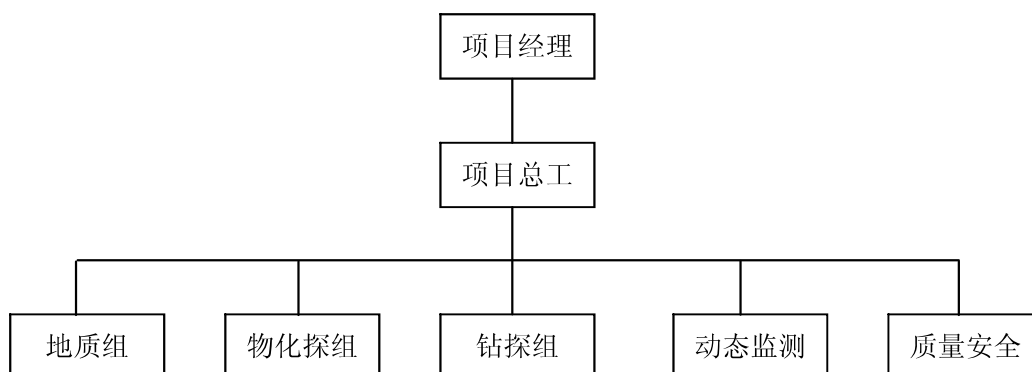 项目经理
项目总工
地质组
物化探组
钻探组
动态监测
质量安全